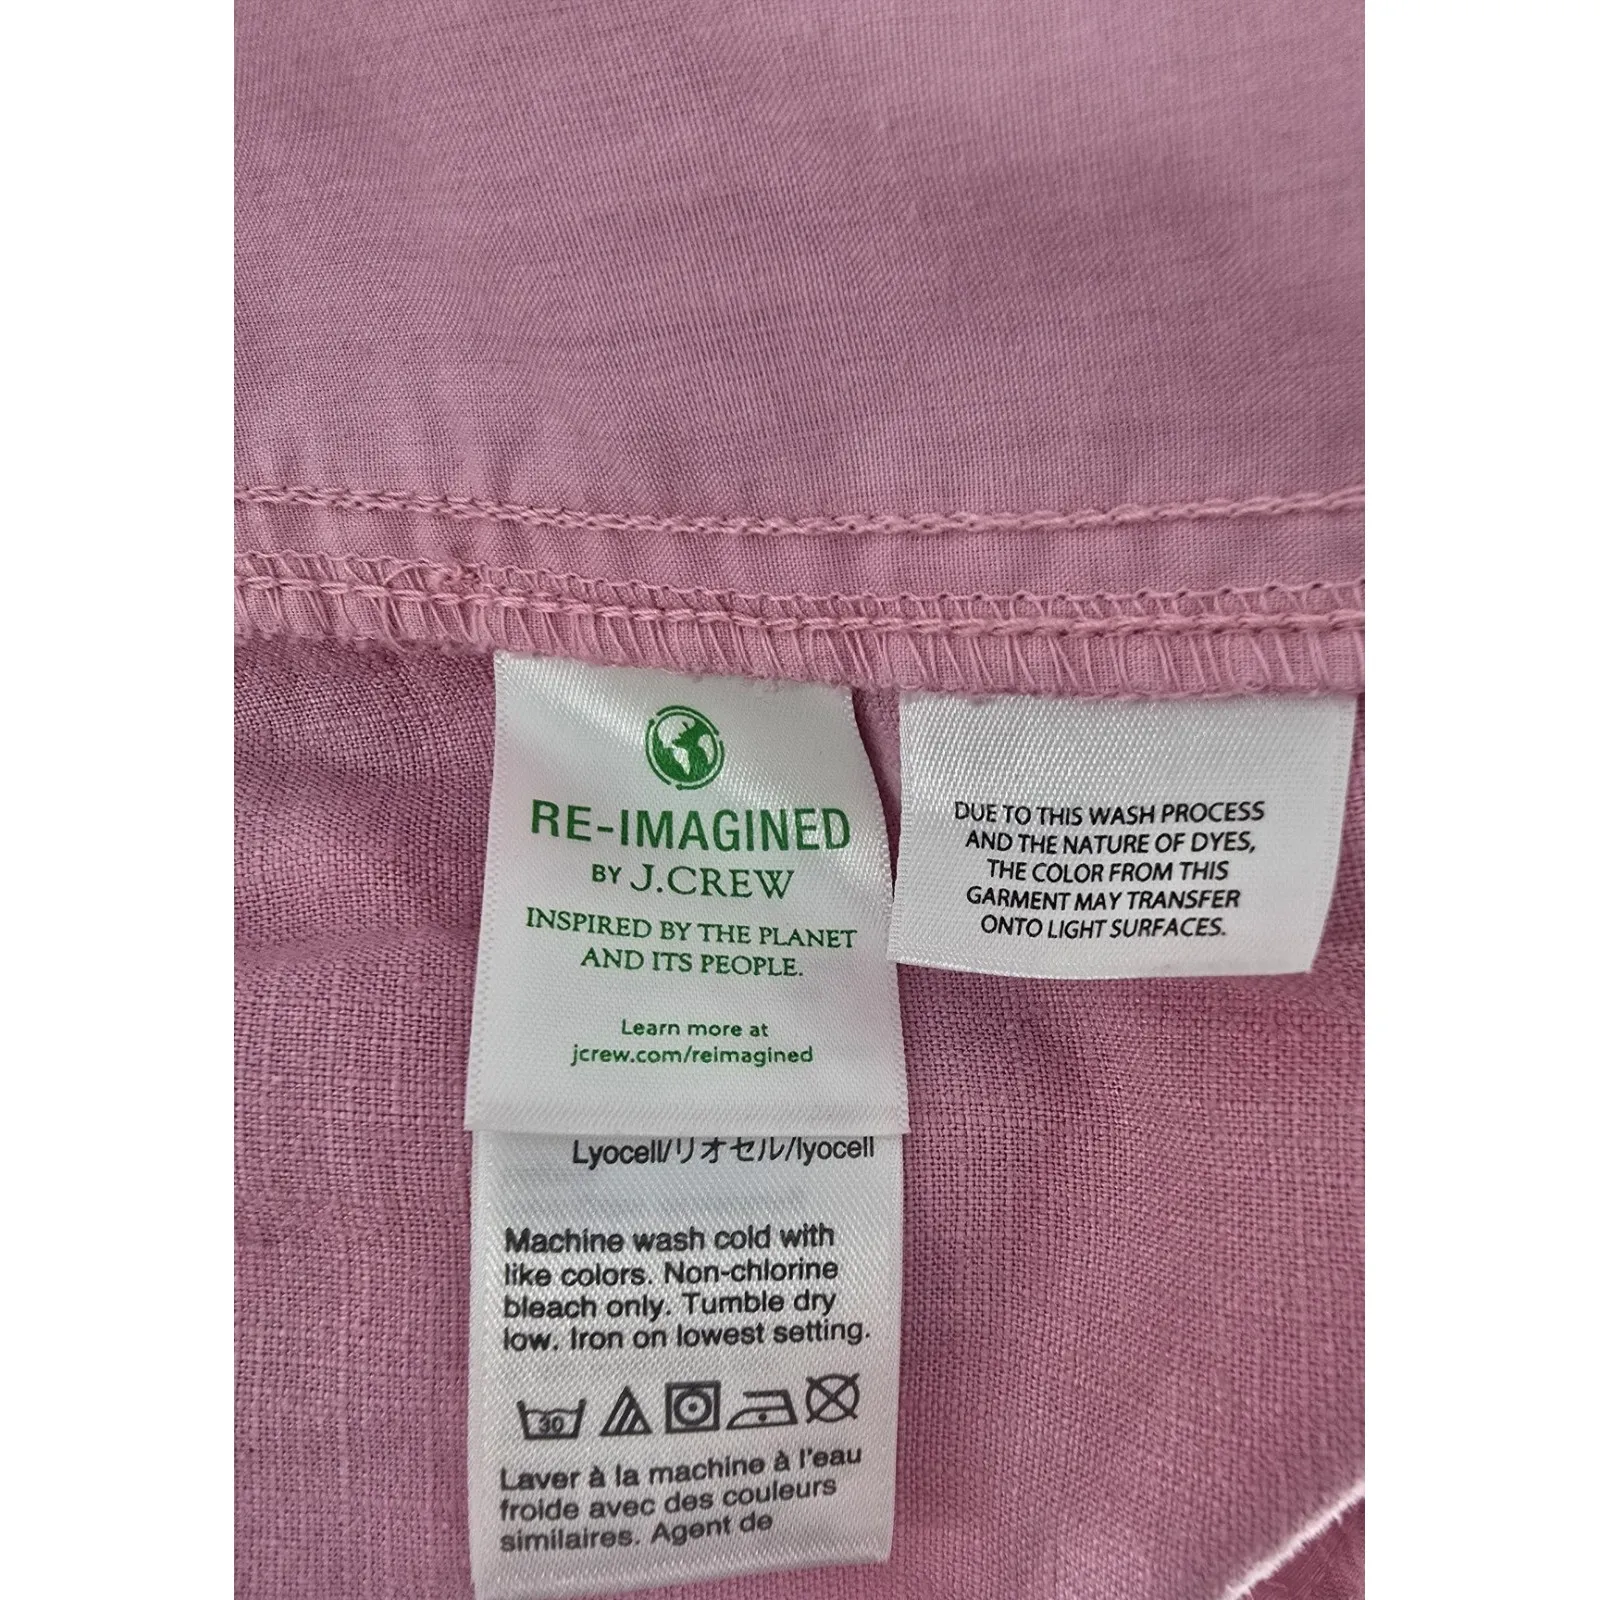 RE-IMAGINED
BY J.CREW
INSPIRED BY THE PLANET
AND ITS PEOPLE.
Learn more at
jcrew.com/reimagined
Lyocell/リオセル/lyocell
Machine wash cold with
like colors. Non-chlorine
bleach only. Tumble dry
low. Iron on lowest setting.
30
Laver à la machine à l'eau
froide avec des couleurs
similaires. Agent de
DUE TO THIS WASH PROCESS
AND THE NATURE OF DYES,
THE COLOR FROM THIS
GARMENT MAY TRANSFER
ONTO LIGHT SURFACES.